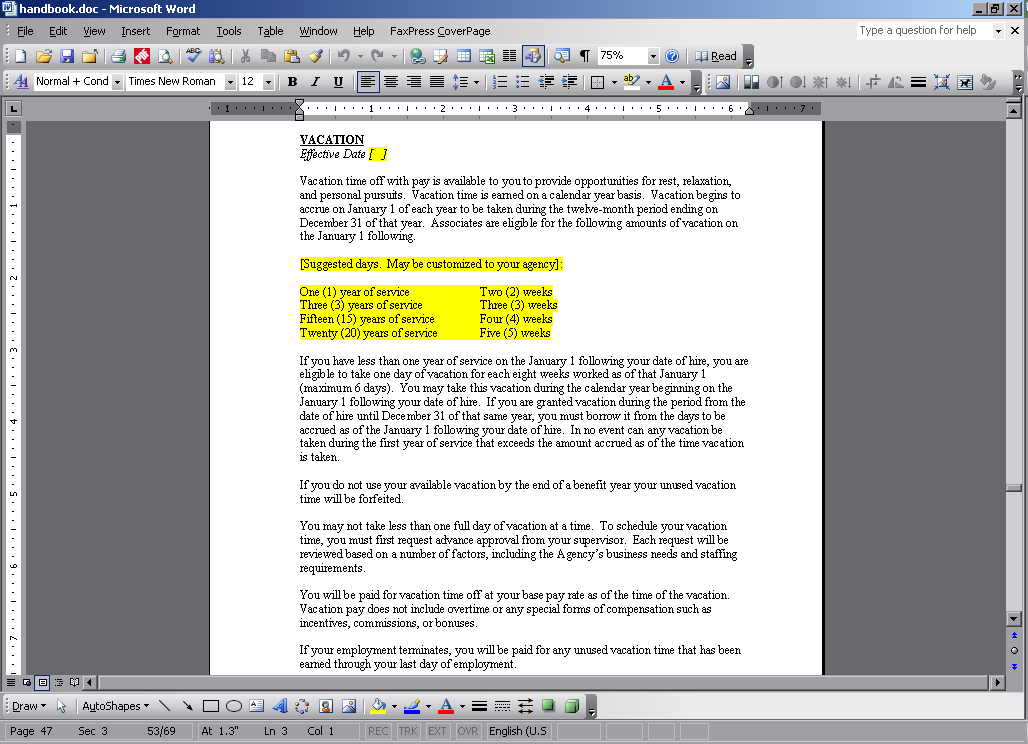 handbook.doc - Microsoft Word
File Edit View Insert Format Tools Table Window Help FaxPress CoverPage Type a question for help
75% Read
Normal + Cond Times New Roman 12 B I U
1 1 2 3 4 5 6 7
VACATION
Effective Date [ ]
Vacation time off with pay is available to you to provide opportunities for rest, relaxation,
and personal pursuits. Vacation time is earned on a calendar year basis. Vacation begins to
accrue on January 1 of each year to be taken during the twelve-month period ending on
December 31 of that year. Associates are eligible for the following amounts of vacation on
the January 1 following.
[Suggested days. May be customized to your agency]:
One (1) year of service Two (2) weeks
Three (3) years of service Three (3) weeks
Fifteen (15) years of service Four (4) weeks
Twenty (20) years of service Five (5) weeks
If you have less than one year of service on the January 1 following your date of hire, you are
eligible to take one day of vacation for each eight weeks worked as of that January 1
(maximum 6 days). You may take this vacation during the calendar year beginning on the
January 1 following your date of hire. If you are granted vacation during the period from the
date of hire until December 31 of that same year, you must borrow it from the days to be
accrued as of the January 1 following your date of hire. In no event can any vacation be
taken during the first year of service that exceeds the amount accrued as of the time vacation
is taken.
If you do not use your available vacation by the end of a benefit year your unused vacation
time will be forfeited.
You may not take less than one full day of vacation at a time. To schedule your vacation
time, you must first request advance approval from your supervisor. Each request will be
reviewed based on a number of factors, including the Agency's business needs and staffing
requirements.
You will be paid for vacation time off at your base pay rate as of the time of the vacation.
Vacation pay does not include overtime or any special forms of compensation such as
incentives, commissions, or bonuses.
If your employment terminates, you will be paid for any unused vacation time that has been
earned through your last day of employment.
1
2
3
4
5
6
7
Draw AutoShapes
Page 47 Sec 3 53/69 At 1.3" Ln 3 Col 1 REC TRK EXT OVR English (U.S